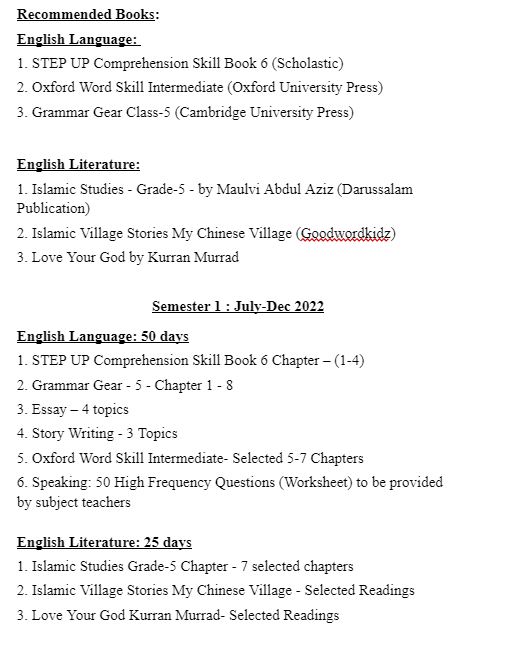 Recommended Books:
English Language:
1. STEP UP Comprehension Skill Book 6 (Scholastic)
2. Oxford Word Skill Intermediate (Oxford University Press)
3. Grammar Gear Class-5 (Cambridge University Press)
English Literature:
1. Islamic Studies - Grade-5 - by Maulvi Abdul Aziz (Darussalam
Publication)
2. Islamic Village Stories My Chinese Village (Goodwordkidz)
3. Love Your God by Kurran Murrad
Semester 1 : July-Dec 2022
English Language: 50 days
1. STEP UP Comprehension Skill Book 6 Chapter – (1-4)
2. Grammar Gear - 5 - Chapter 1 - 8
3. Essay – 4 topics
4. Story Writing - 3 Topics
5. Oxford Word Skill Intermediate- Selected 5-7 Chapters
6. Speaking: 50 High Frequency Questions (Worksheet) to be provided
by subject teachers
English Literature: 25 days
1. Islamic Studies Grade-5 Chapter - 7 selected chapters
2. Islamic Village Stories My Chinese Village - Selected Readings
3. Love Your God Kurran Murrad- Selected Readings